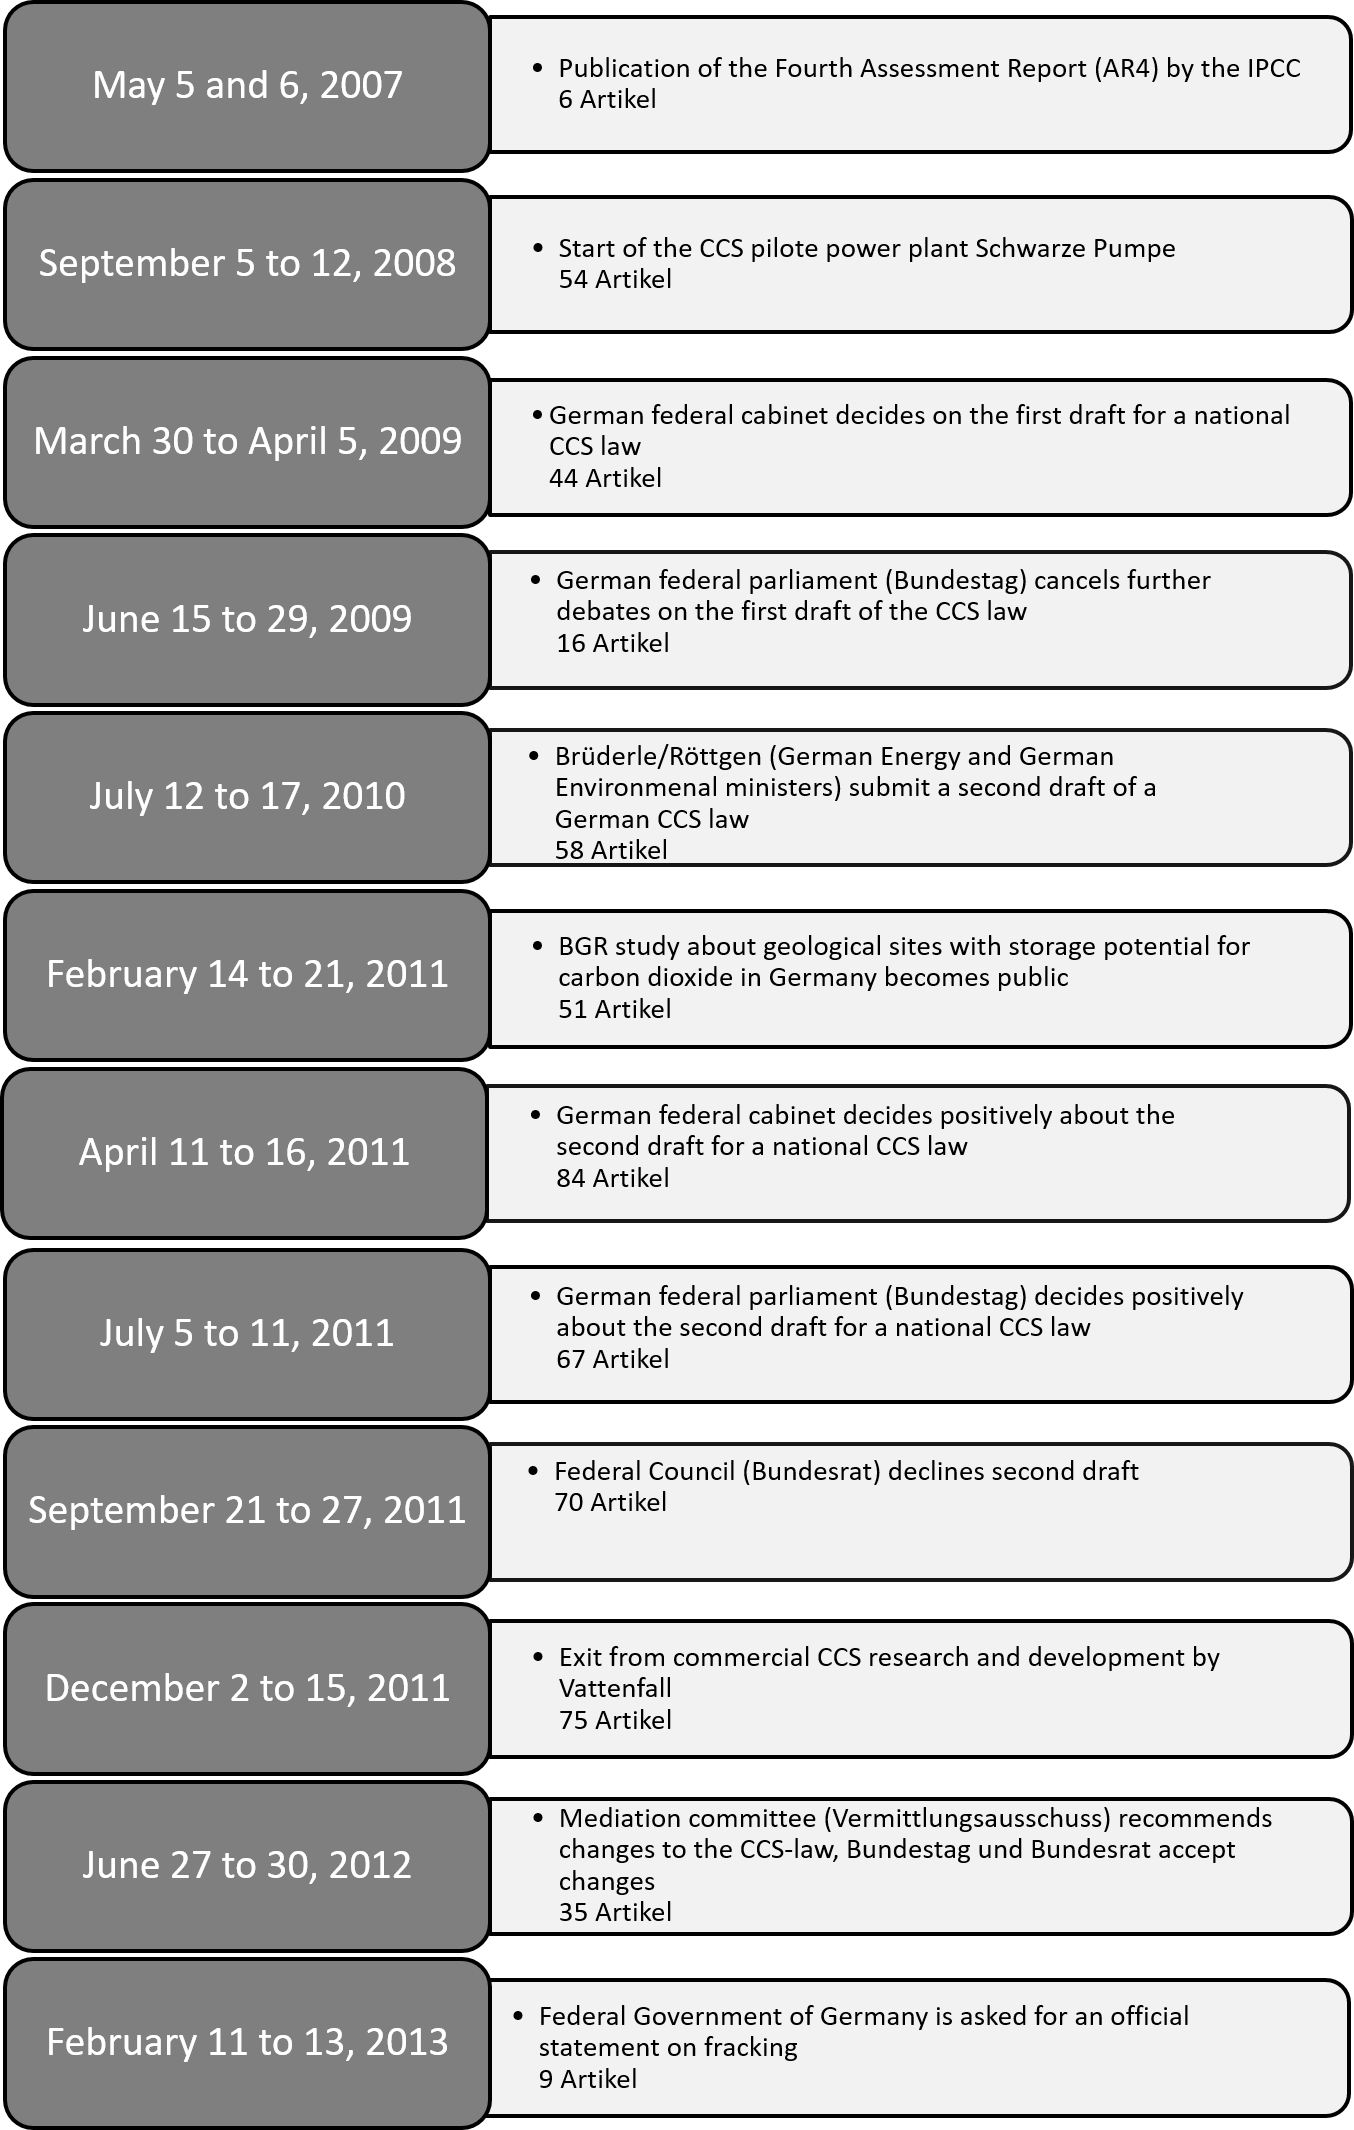 May 5 and 6, 2007
• Publication of the Fourth Assessment Report (AR4) by the IPCC
6 Artikel
September 5 to 12, 2008
• Start of the CCS pilote power plant Schwarze Pumpe
54 Artikel
March 30 to April 5, 2009
• German federal cabinet decides on the first draft for a national
CCS law
44 Artikel
June 15 to 29, 2009
• German federal parliament (Bundestag) cancels further
debates on the first draft of the CCS law
16 Artikel
July 12 to 17, 2010
• Brüderle/Röttgen (German Energy and German
Environmenal ministers) submit a second draft of a
German CCS law
58 Artikel
February 14 to 21, 2011
• BGR study about geological sites with storage potential for
carbon dioxide in Germany becomes public
51 Artikel
April 11 to 16, 2011
• German federal cabinet decides positively about the
second draft for a national CCS law
84 Artikel
July 5 to 11, 2011
• German federal parliament (Bundestag) decides positively
about the second draft for a national CCS law
67 Artikel
September 21 to 27, 2011
• Federal Council (Bundesrat) declines second draft
70 Artikel
December 2 to 15, 2011
• Exit from commercial CCS research and development by
Vattenfall
75 Artikel
June 27 to 30, 2012
• Mediation committee (Vermittlungsausschuss) recommends
changes to the CCS-law, Bundestag und Bundesrat accept
changes
35 Artikel
February 11 to 13, 2013
• Federal Government of Germany is asked for an official
statement on fracking
9 Artikel